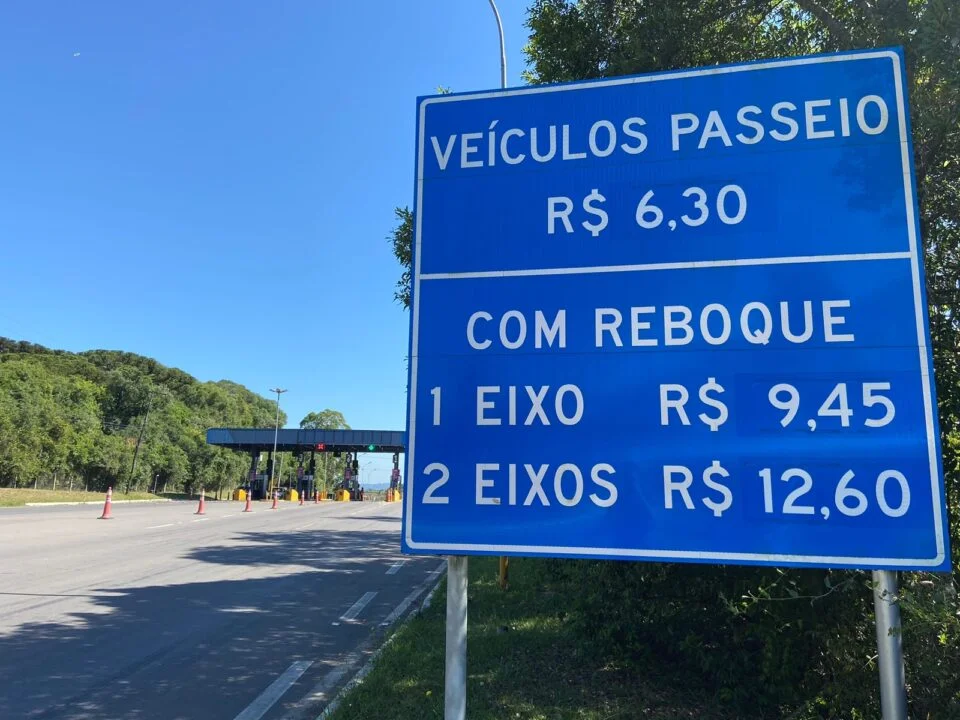 VEÍCULOS PASSEIO
R$ 6,30
COM REBOQUE
1 EIXO R$ 9,45
2 EIXOS R$ 12,60